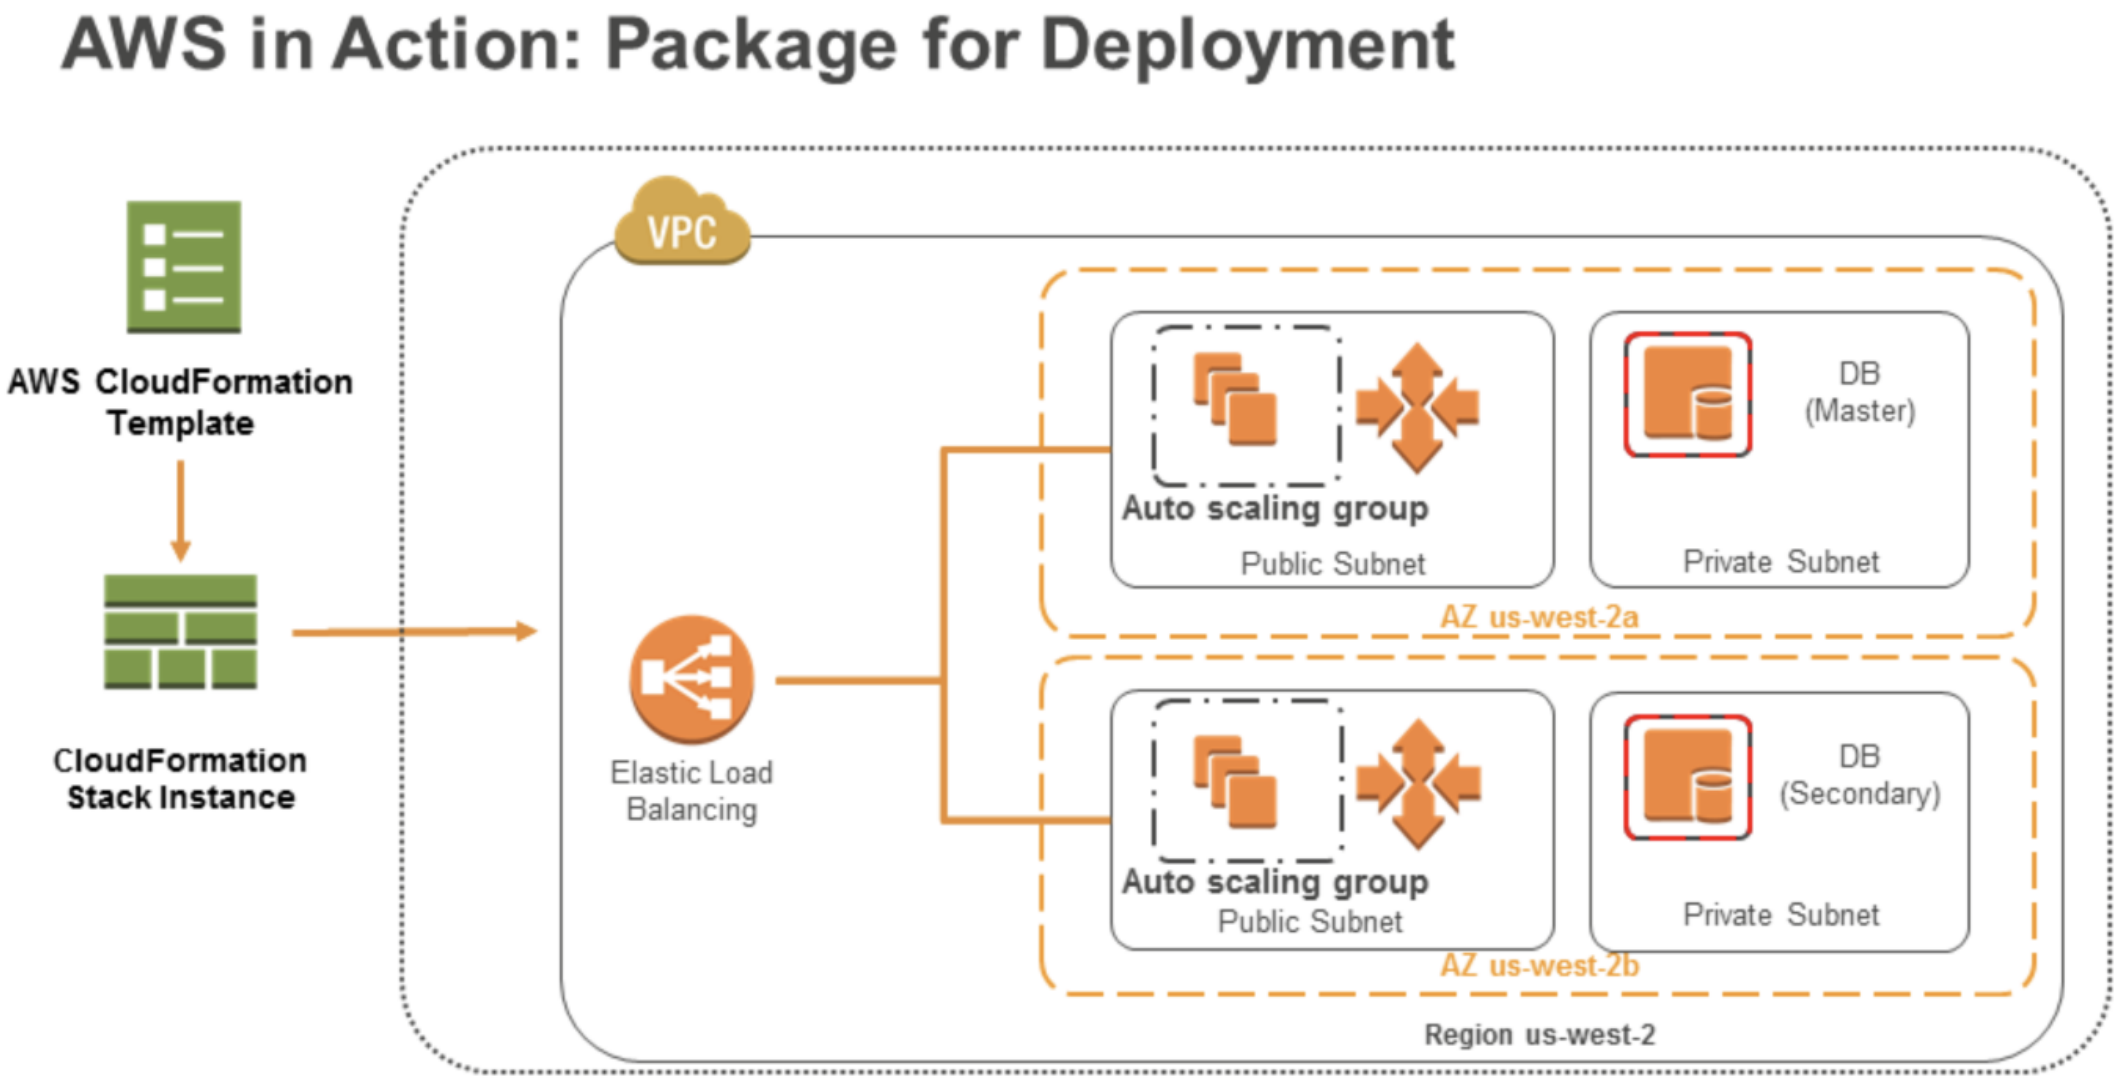 AWS in Action: Package for Deployment
VPC
AWS CloudFormation
Template
CloudFormation
Stack Instance
Elastic Load
Balancing
Auto scaling group
Public Subnet
DB
(Master)
Private Subnet
AZ us-west-2a
Auto scaling group
Public Subnet
DB
(Secondary)
Private Subnet
AZ us-west-2b
Region us-west-2